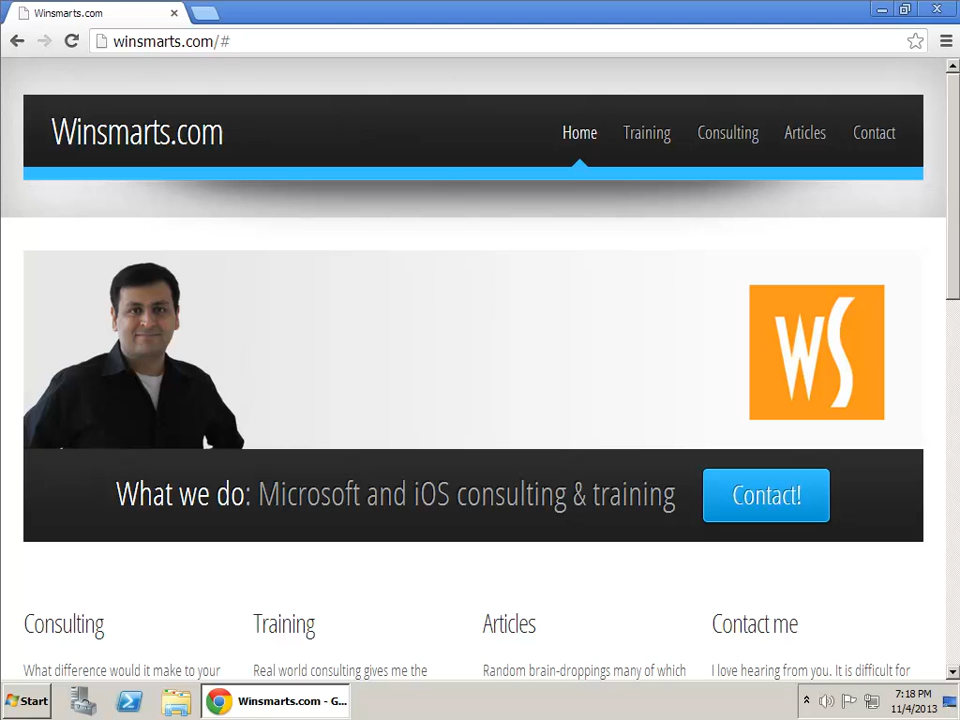 Winsmarts.com
winsmarts.com/#
Winsmarts.com
Home Training Consulting Articles Contact
WS
What we do: Microsoft and iOS consulting & training
Contact!
Consulting
Training
Articles
Contact me
What difference would it make to your
Real world consulting gives me the
Random brain-droppings many of which
I love hearing from you. It is difficult for
Start
Winsmarts.com - G...
7:18 PM
11/4/2013